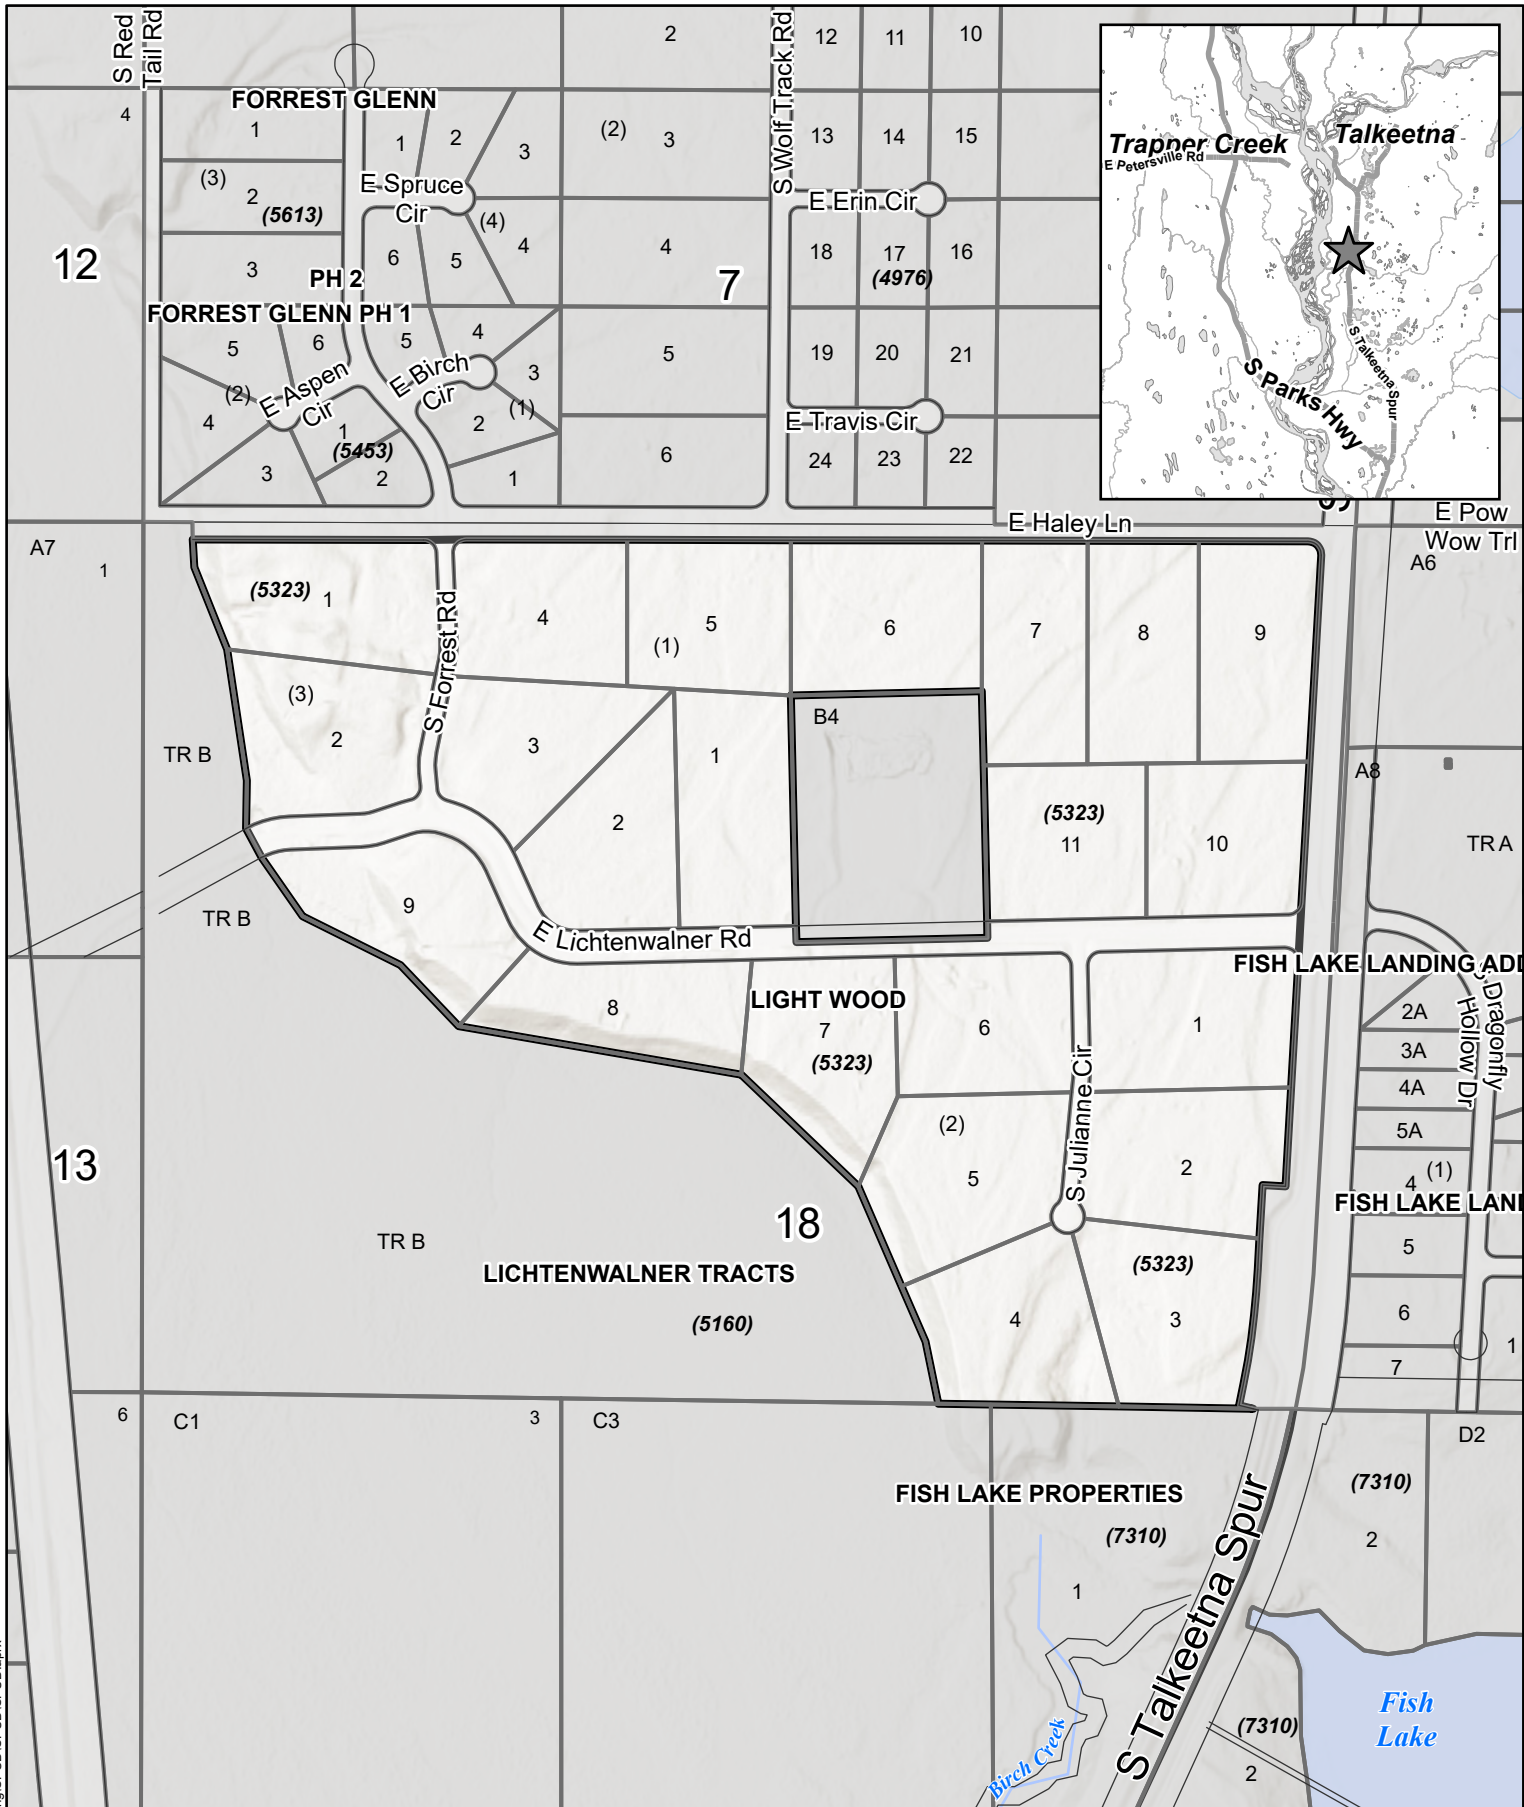 S Red
Tail Rd
2
S Wolf Track Rd
12
11
10
4
FORREST GLENN
1
1
2
3
(2)
3
13
14
15
(3)
2
(5613)
E Spruce
Cir
(4)
E Erin Cir
12
3
6
5
4
4
7
18
17
(4976)
16
PH 2
FORREST GLENN PH 1
5
6
5
4
3
5
19
20
21
(2)
E Aspen
Cir
E Birch
Cir
(1)
4
1
2
E Travis Cir
(5453)
3
2
1
6
24
23
22
Trapper Creek
Talkeetna
E Petersville Rd
S Talkeetna Spur
S Parks Hwy
E Haley Ln
E Pow
Wow Trl
A7
1
A6
(5323)
1
S Forrest Rd
4
5
(1)
6
7
8
9
(3)
2
3
1
B4
TR B
A8
2
(5323)
11
10
TR A
TR B
9
E Lichtenwalner Rd
FISH LAKE LANDING ADD
8
LIGHT WOOD
7
(5323)
6
1
2A
3A
4A
5A
S Dragonfly
Hollow Dr
S Julianne Cir
(2)
5
2
13
4
(1)
18
FISH LAKE LAN
TR B
5
LICHTENWALNER TRACTS
(5323)
(5160)
4
3
6
1
7
6
C1
3
C3
D2
FISH LAKE PROPERTIES
(7310)
(7310)
2
1
S Talkeetna Spur
Birch Creek
Fish
Lake
(7310)
2